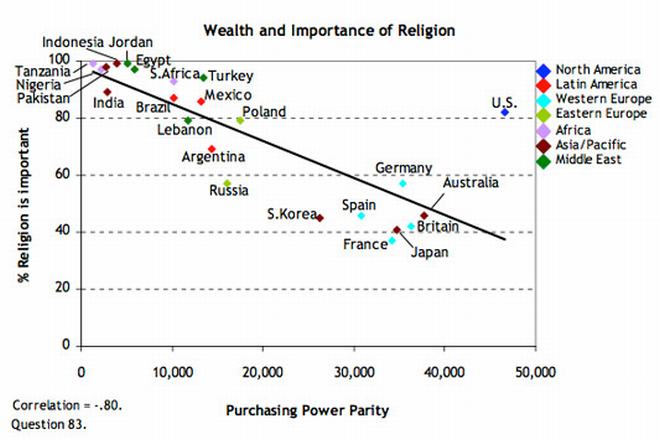 Wealth and Importance of Religion
% Religion is important
100
80
60
40
20
0
0
10,000
20,000
30,000
40,000
50,000
Purchasing Power Parity
Indonesia
Jordan
Egypt
Tanzania
Nigeria
Pakistan
India
S.Africa
Turkey
Brazil
Mexico
Lebanon
Poland
Argentina
Russia
U.S.
Germany
Australia
Spain
S.Korea
Britain
France
Japan
North America
Latin America
Western Europe
Eastern Europe
Africa
Asia/Pacific
Middle East
Correlation = -.80.
Question 83.